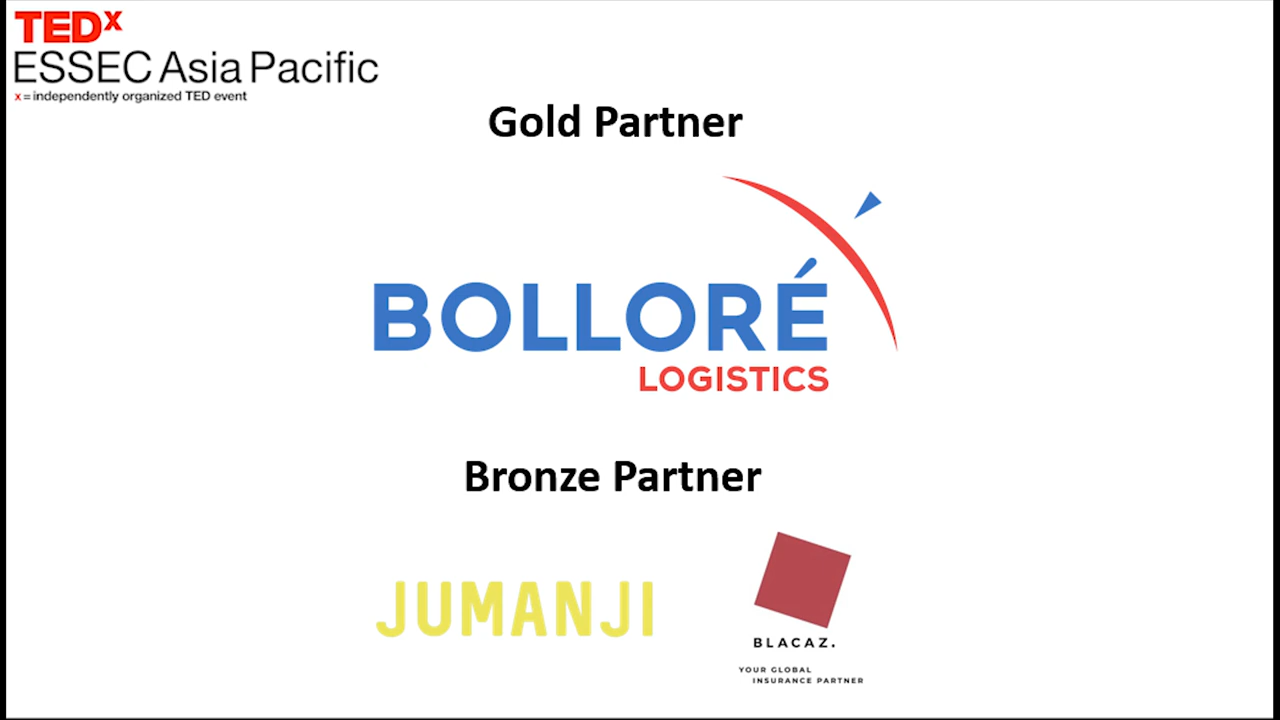 TEDx
ESSEC Asia Pacific
x = independently organized TED event
Gold Partner
BOLLORÉ
LOGISTICS
Bronze Partner
JUMANJI
BLACAZ.
YOUR GLOBAL
INSURANCE PARTNER